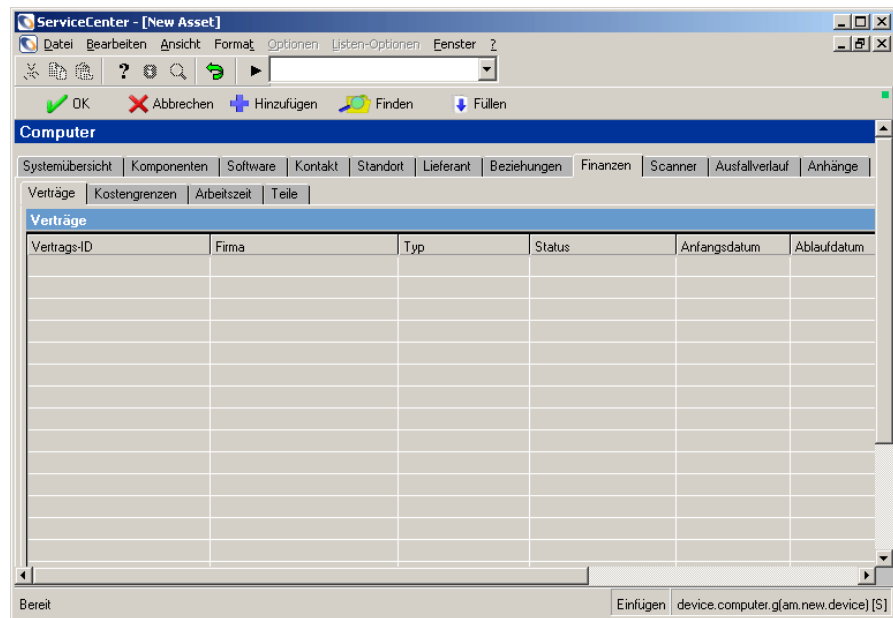 ServiceCenter - [New Asset]
Datei Bearbeiten Ansicht Format Optionen Listen-Optionen Fenster ?
?
OK Abbrechen Hinzufügen Finden Füllen
Computer
Systemübersicht Komponenten Software Kontakt Standort Lieferant Beziehungen Finanzen Scanner Ausfallverlauf Anhänge
Verträge Kostengrenzen Arbeitszeit Teile
Verträge
Vertrags-ID Firma Typ Status Anfangsdatum Ablaufdatum
Bereit Einfügen device.computer.g(am.new.device) [S]